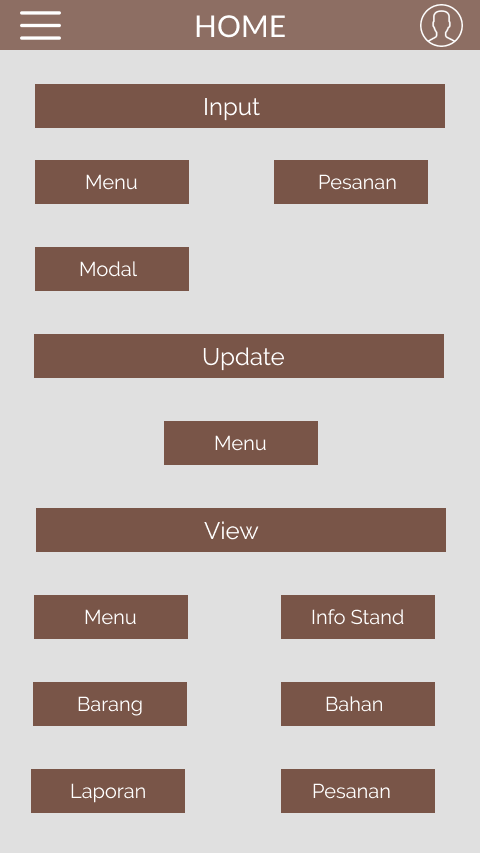 HOME
Input
Menu
Pesanan
Modal
Update
Menu
View
Menu
Info Stand
Barang
Bahan
Laporan
Pesanan